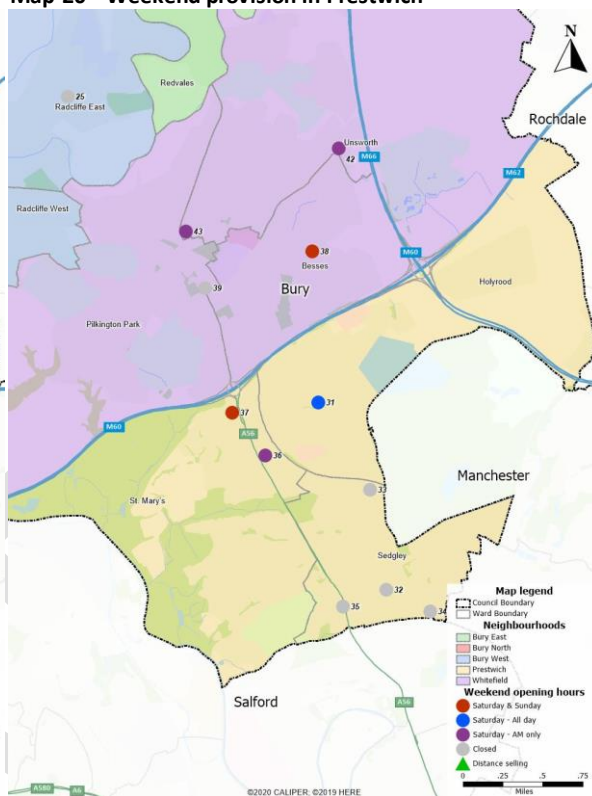 Map 20 – Weekend provision in Prestwich
N
Redvales
Rochdale
25
Radcliffe East
Unsworth
42
M66
M62
Radcliffe West
43
38
Besses
M60
39
Bury
Holyrood
Pilkington Park
31
37
M60
A56
36
Manchester
33
St. Mary's
Sedgley
32
35
34
Salford
A56
A580
A6
Map legend
Council Boundary
Ward Boundary
Neighbourhoods
Bury East
Bury North
Bury West
Prestwich
Whitefield
Weekend opening hours
Saturday & Sunday
Saturday - All day
Saturday - AM only
Closed
Distance selling
0 .25 .5 .75
Miles
©2020 CALIPER; ©2019 HERE